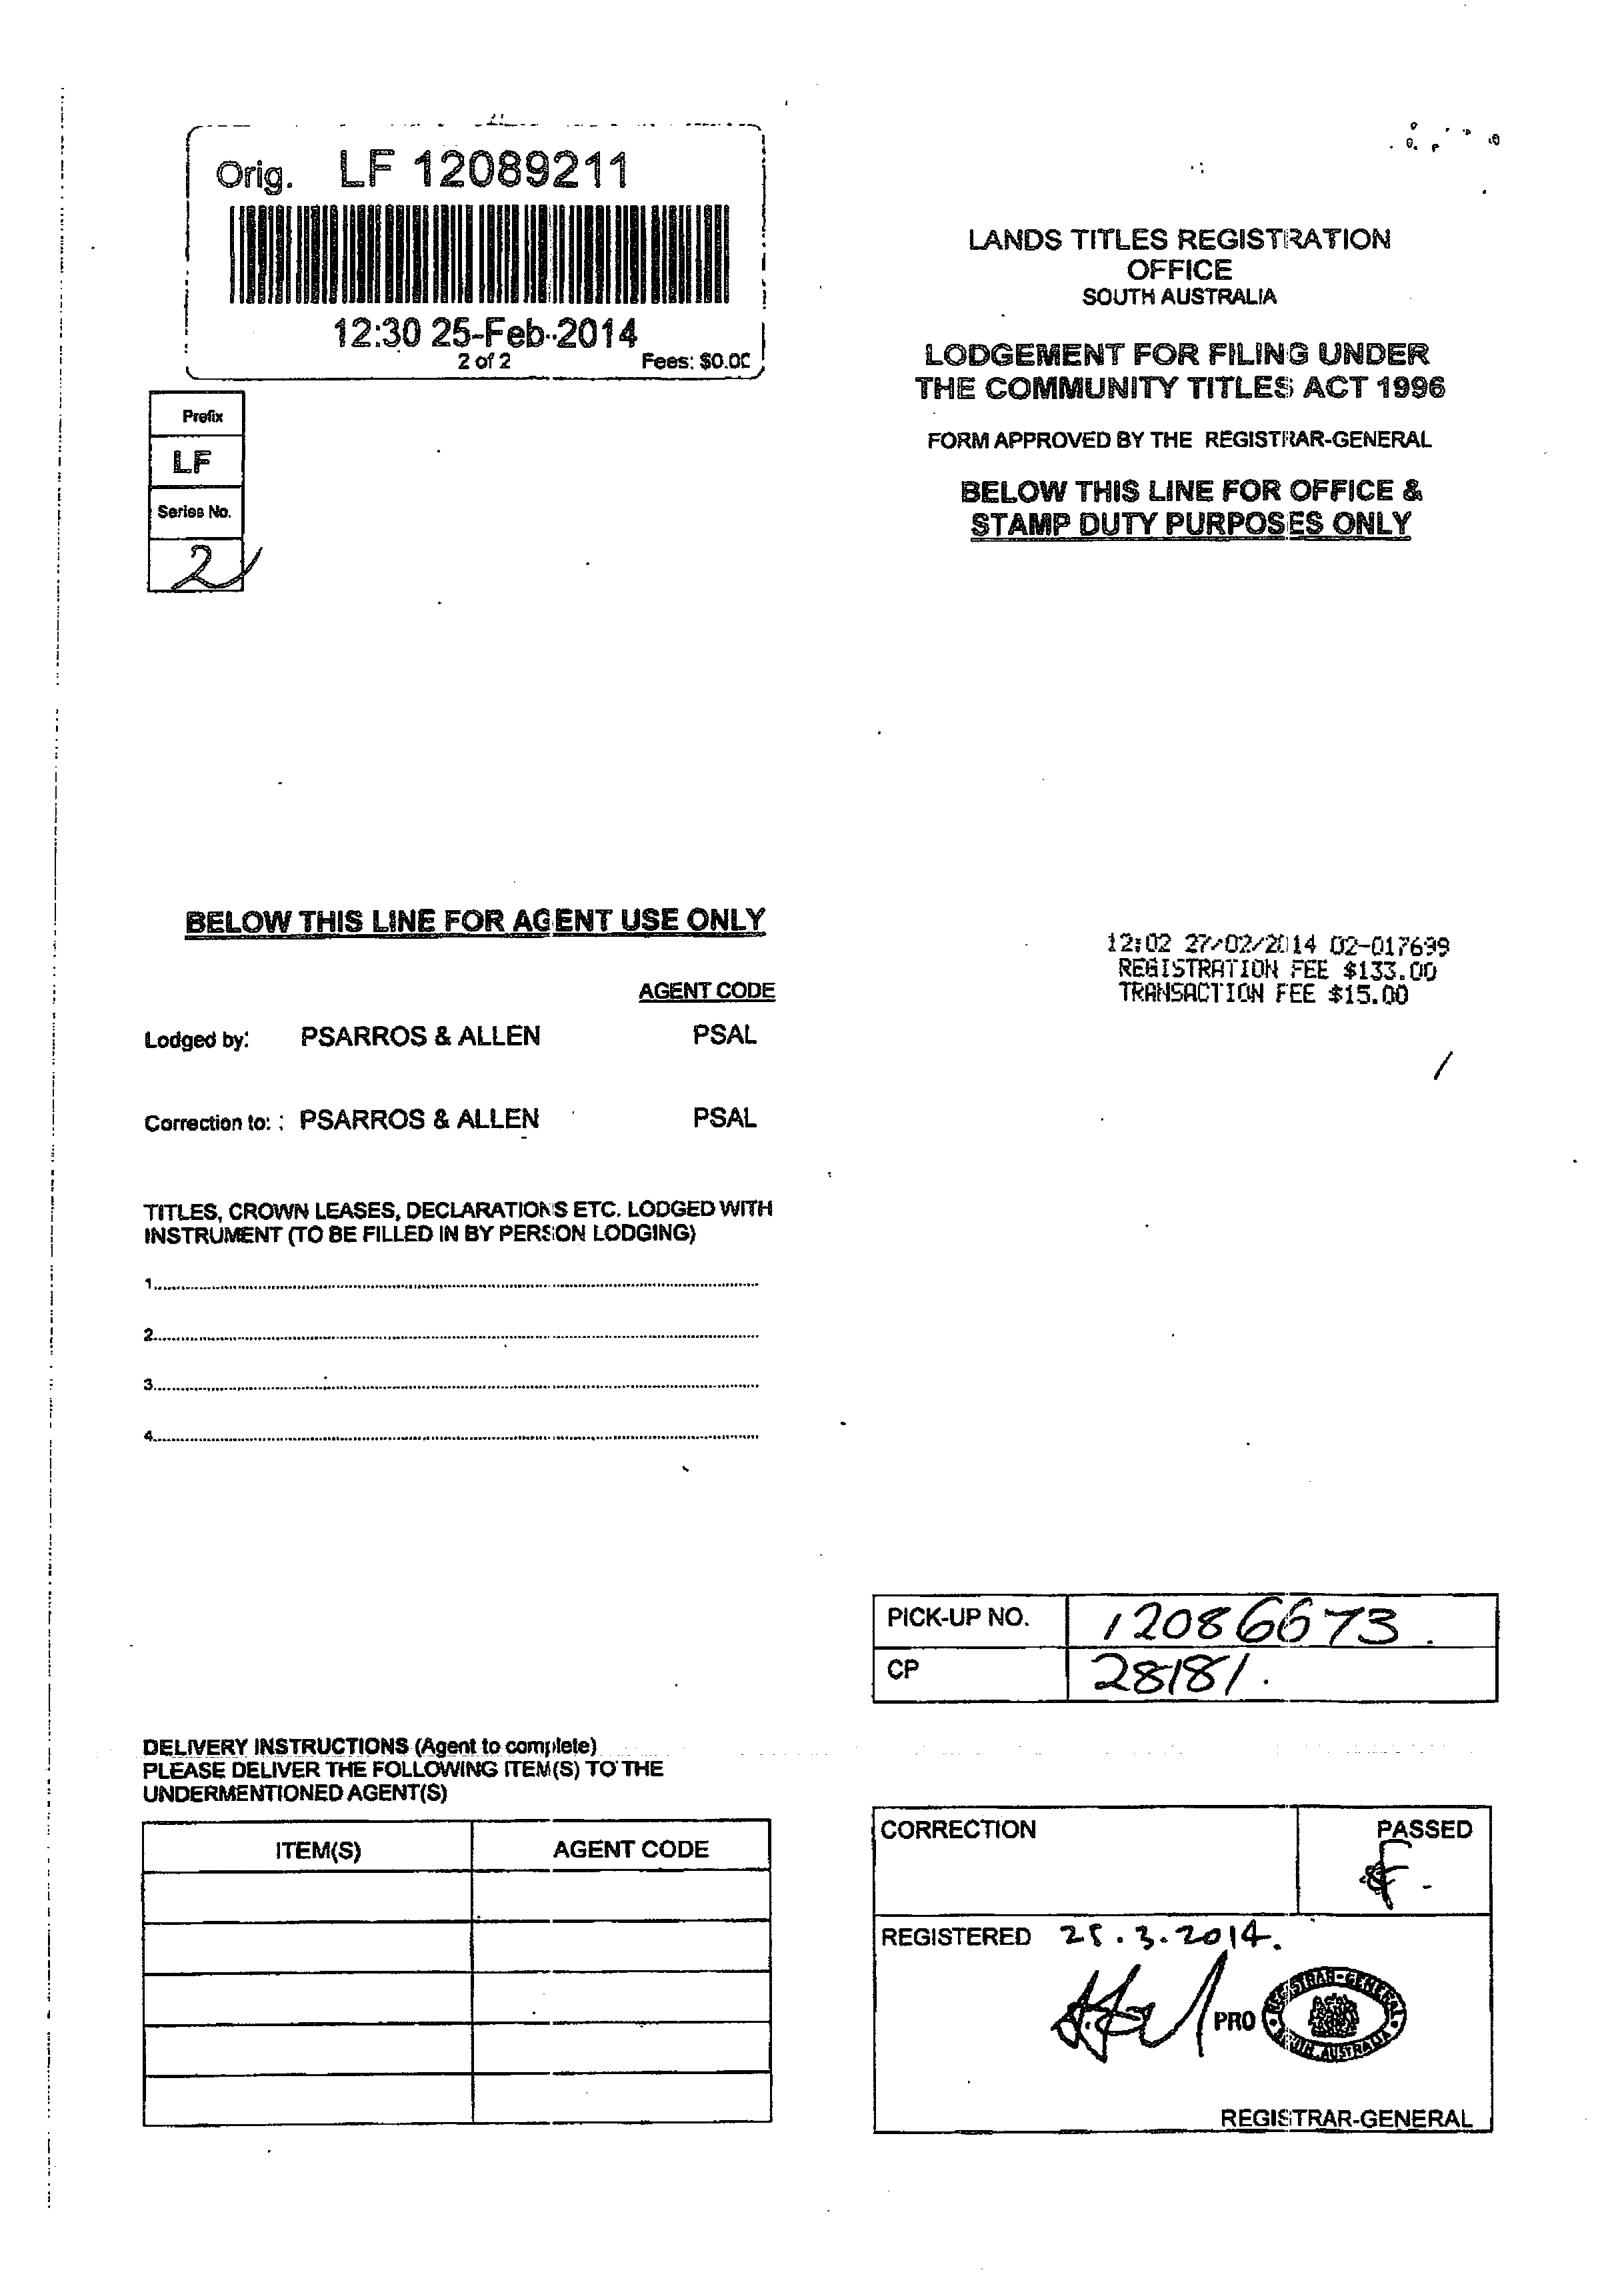 Orig. LF 12089211
12:30 25-Feb-2014
2 of 2 Fees: $0.00
Prefix
LF
Series No.
2
LANDS TITLES REGISTRATION
OFFICE
SOUTH AUSTRALIA
LODGEMENT FOR FILING UNDER
THE COMMUNITY TITLES ACT 1996
FORM APPROVED BY THE REGISTRAR-GENERAL
BELOW THIS LINE FOR OFFICE &
STAMP DUTY PURPOSES ONLY
BELOW THIS LINE FOR AGENT USE ONLY
AGENT CODE
Lodged by: PSARROS & ALLEN PSAL
Correction to: : PSARROS & ALLEN PSAL
TITLES, CROWN LEASES, DECLARATIONS ETC. LODGED WITH
INSTRUMENT (TO BE FILLED IN BY PERSON LODGING)
1
2
3
4
12:02 27/02/2014 02-017699
REGISTRATION FEE $133.00
TRANSACTION FEE $15.00
PICK-UP NO. 12086673.
CP 28181.
DELIVERY INSTRUCTIONS (Agent to complete)
PLEASE DELIVER THE FOLLOWING ITEM(S) TO THE
UNDERMENTIONED AGENT(S)
ITEM(S) AGENT CODE
CORRECTION PASSED
REGISTERED
PRO
REGISTRAR-GENERAL
SOUTH AUSTRALIA
REGISTRAR-GENERAL